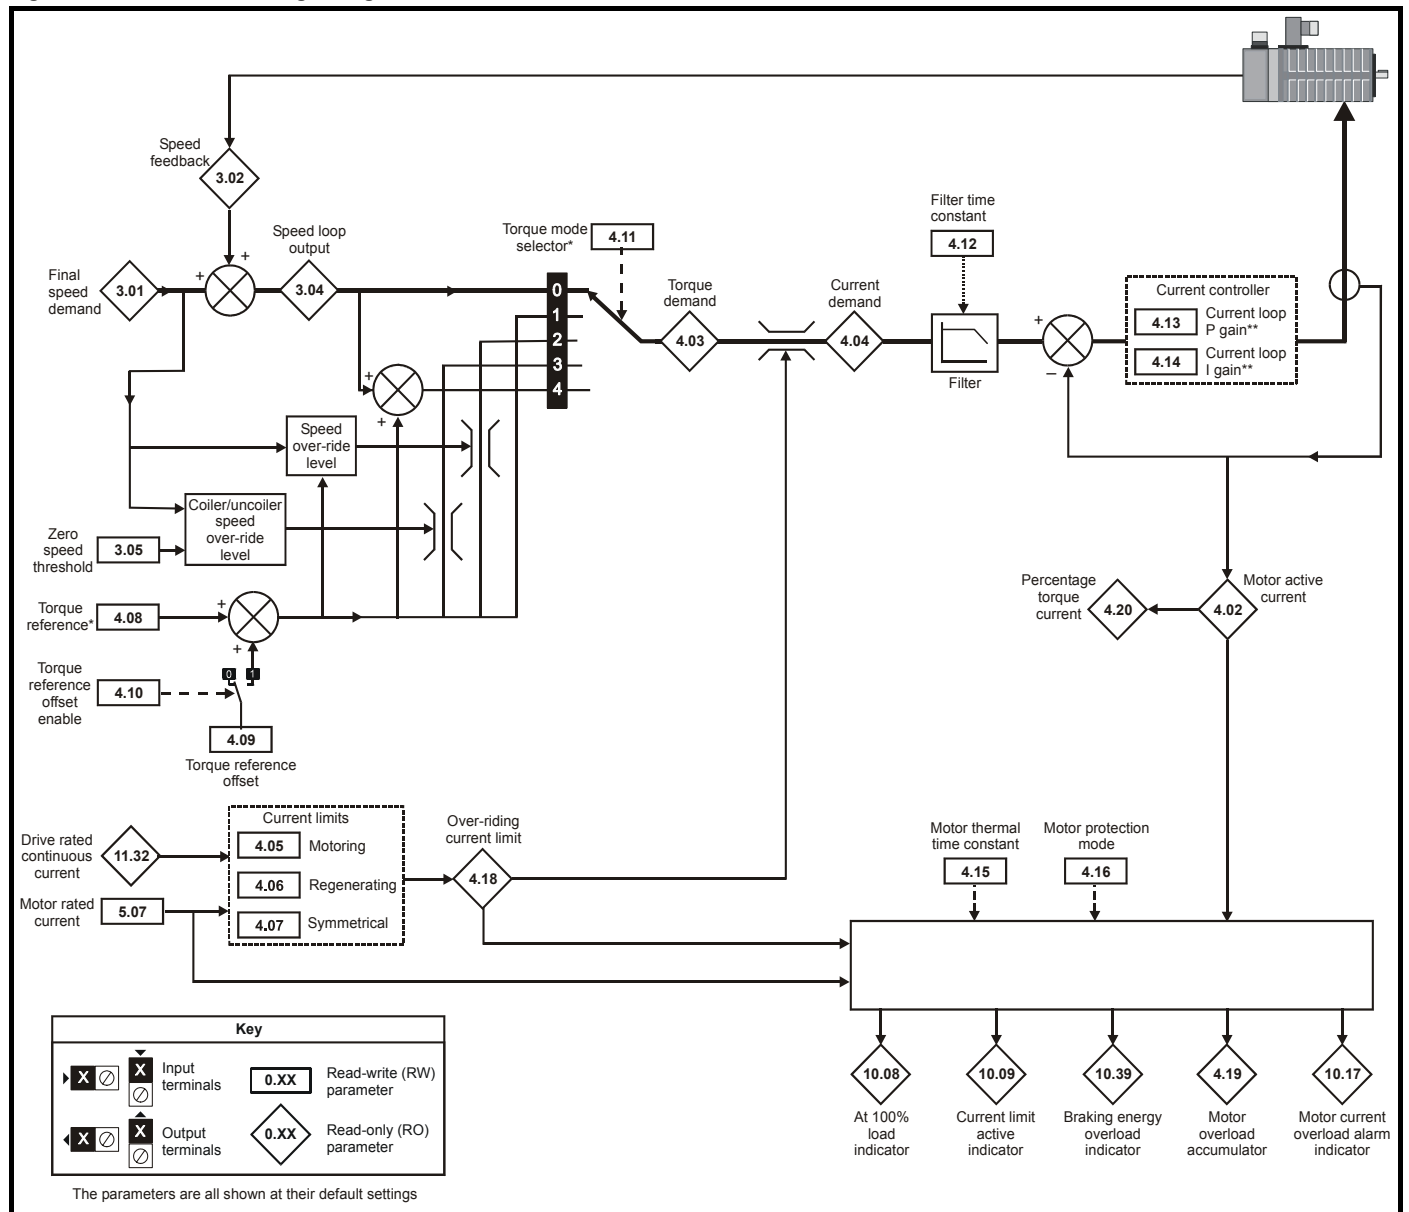 Speed
feedback
3.02
Final
speed
demand
3.01
+
+
Speed loop
output
3.04
Torque mode
selector*
4.11
0
1
2
3
4
Torque
demand
4.03
Current
demand
4.04
Filter time
constant
4.12
Filter
+
–
Current controller
4.13
Current loop
P gain**
4.14
Current loop
I gain**
+
+
Speed
over-ride
level
Coiler/uncoiler
speed
over-ride
level
Zero
speed
threshold
3.05
Torque
reference*
4.08
+
+
Torque
reference
offset
enable
4.10
0
1
4.09
Torque reference
offset
Percentage
torque
current
4.20
4.02
Motor active
current
Drive rated
continuous
current
11.32
Motor rated
current
5.07
Current limits
4.05 Motoring
4.06 Regenerating
4.07 Symmetrical
Over-riding
current limit
4.18
Motor thermal
time constant
4.15
Motor protection
mode
4.16
10.08
At 100%
load
indicator
10.09
Current limit
active
indicator
10.39
Braking energy
overload
indicator
4.19
Motor
overload
accumulator
10.17
Motor current
overload alarm
indicator
Key
X
X
Input
terminals
0.XX
Read-write (RW)
parameter
X
X
Output
terminals
0.XX
Read-only (RO)
parameter
The parameters are all shown at their default settings